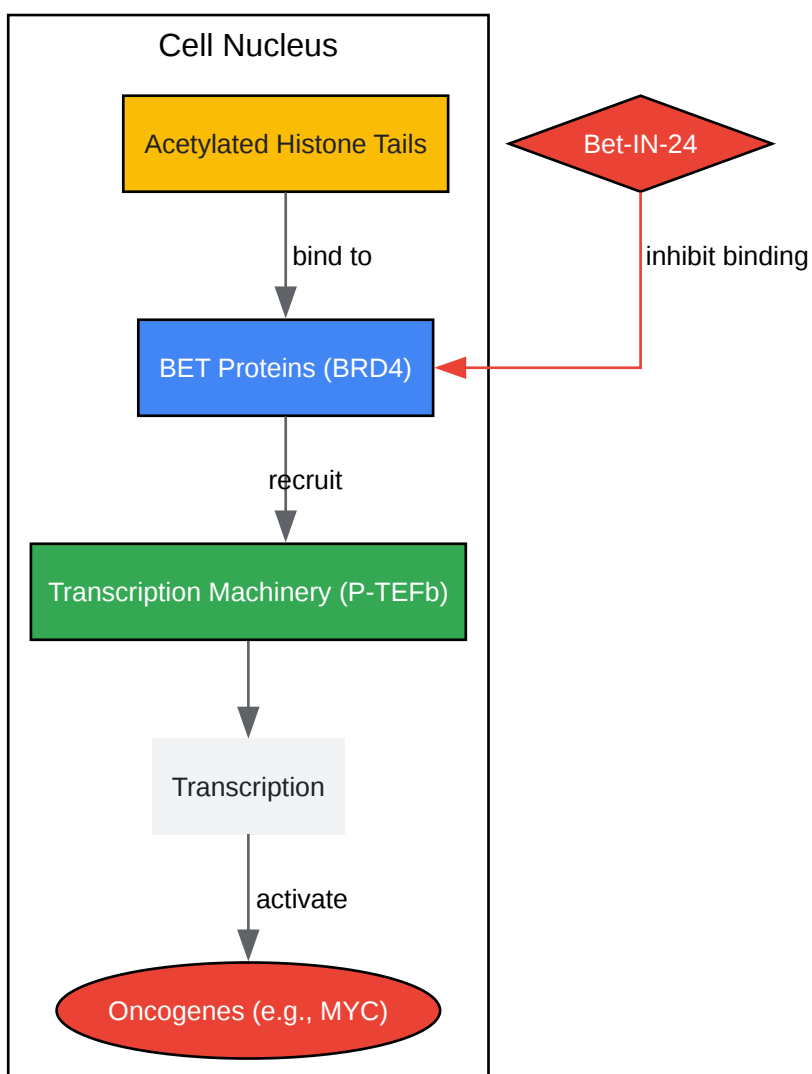 Cell Nucleus
Acetylated Histone Tails
Bet-IN-24
bind to
inhibit binding
BET Proteins (BRD4)
recruit
Transcription Machinery (P-TEFb)
Transcription
activate
Oncogenes (e.g., MYC)